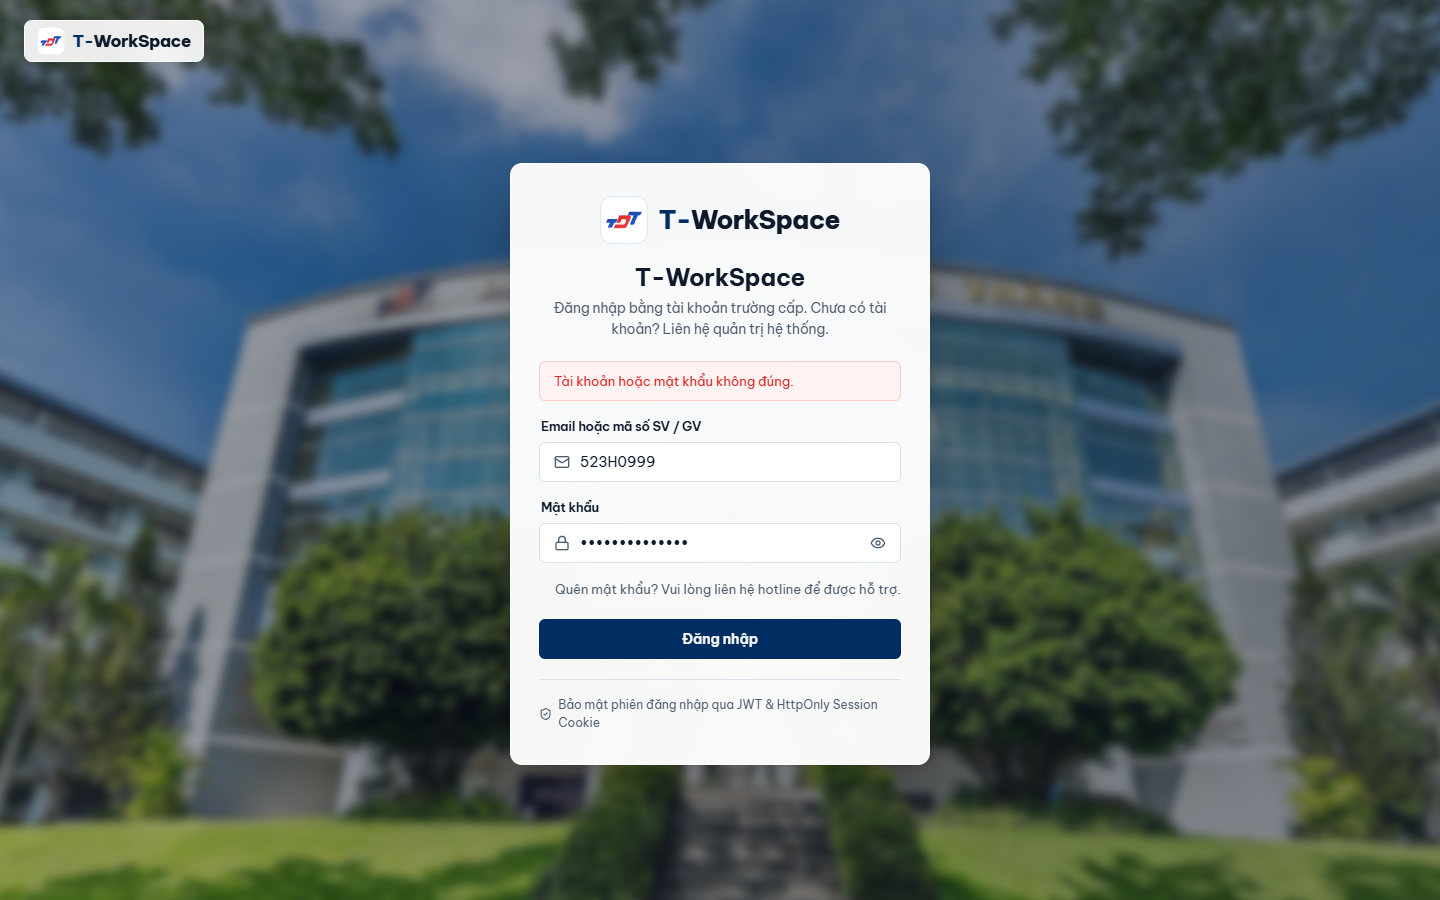 TDT T-WorkSpace
TDT T-WorkSpace
T-WorkSpace
Đăng nhập bằng tài khoản trường cấp. Chưa có tài
khoản? Liên hệ quản trị hệ thống.
Tài khoản hoặc mật khẩu không đúng.
Email hoặc mã số SV / GV
523H0999
Mật khẩu
••••••••••••••
Quên mật khẩu? Vui lòng liên hệ hotline để được hỗ trợ.
Đăng nhập
Bảo mật phiên đăng nhập qua JWT & HttpOnly Session
Cookie